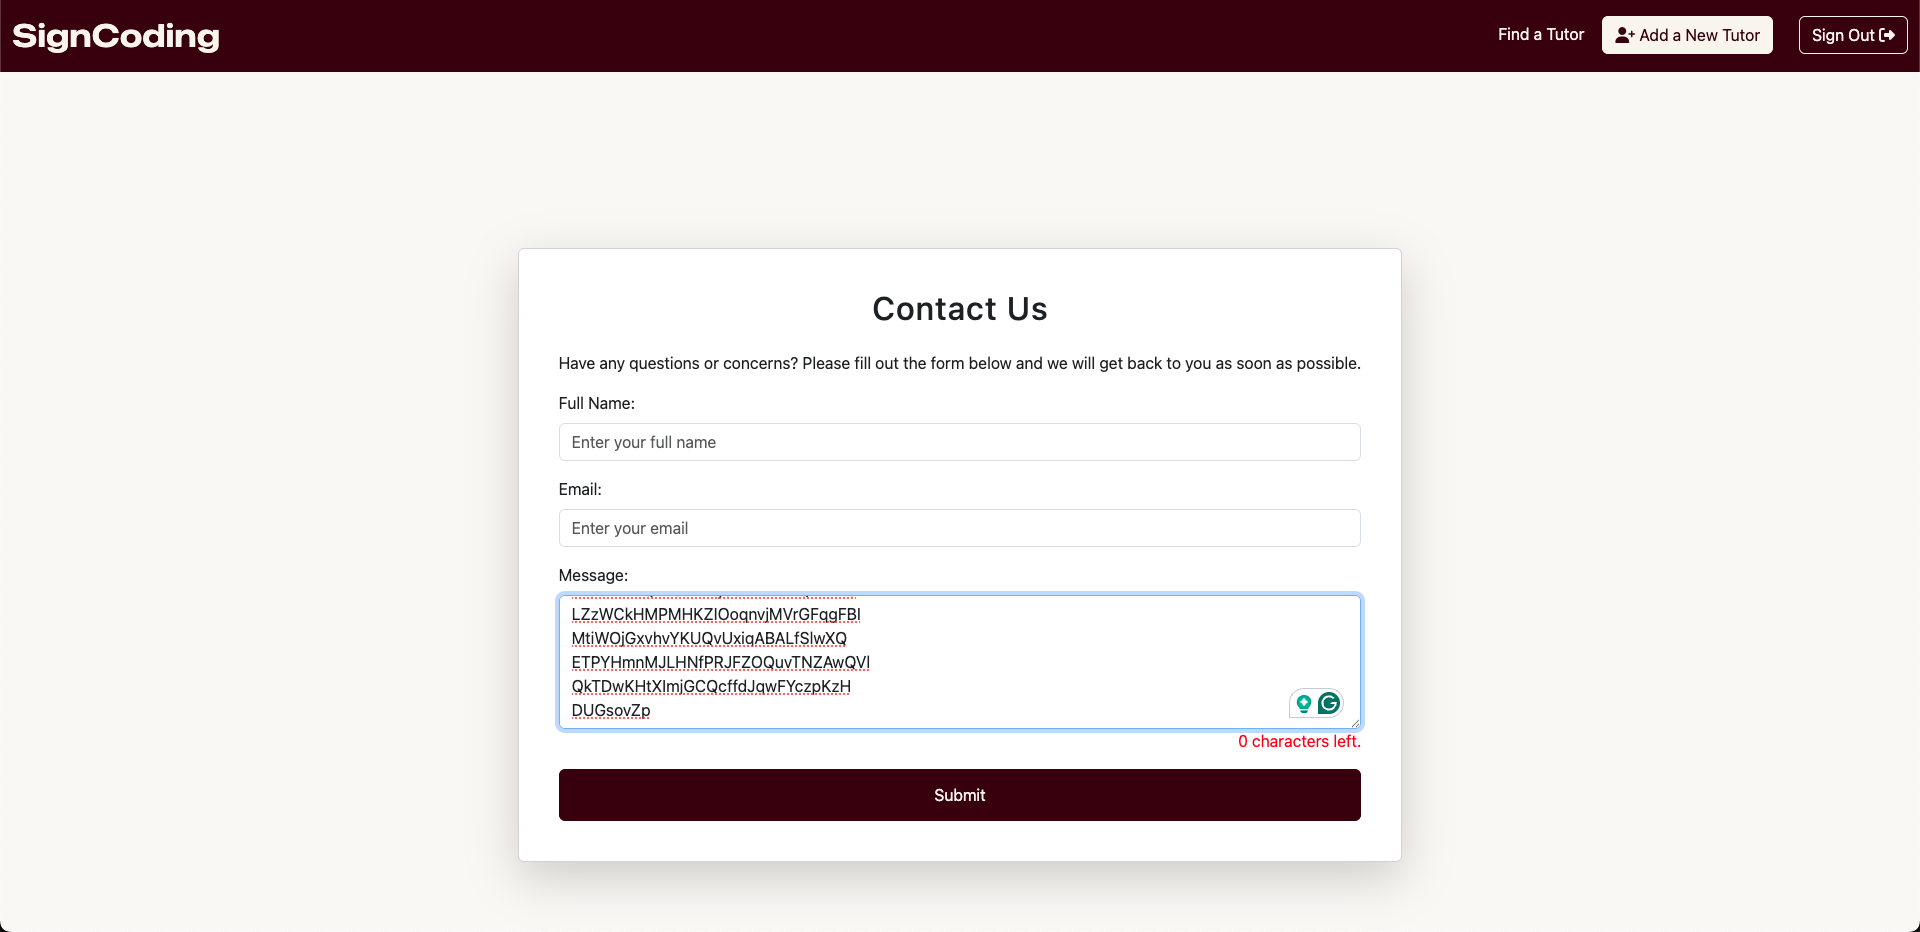 SignCoding
Find a Tutor
Add a New Tutor
Sign Out
Contact Us
Have any questions or concerns? Please fill out the form below and we will get back to you as soon as possible.
Full Name:
Enter your full name
Email:
Enter your email
Message:
LZzWCkHMPMHKZIOoqnvjMVrGFqgFBI
MtiWOjGxvhvYKUQvUxiqABALfSlwXQ
ETPYHmnMJLHNfPRJFZOQuvTNZAwQVl
QkTDwKHtXImjGCQcffdJqwFYczpKzH
DUGsovZp
0 characters left.
Submit